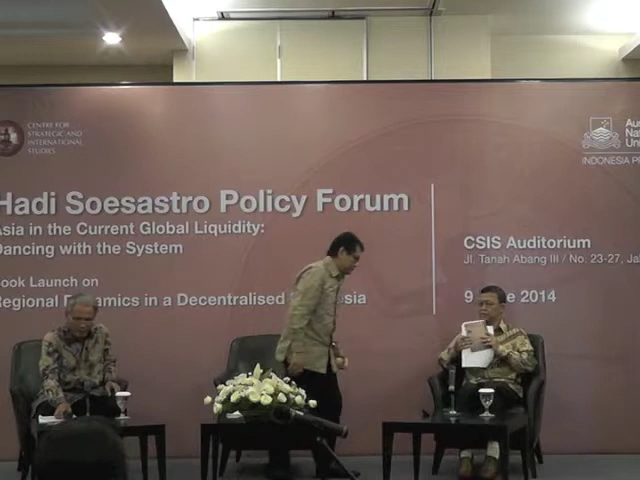 CENTRE FOR
STRATEGIC AND
INTERNATIONAL
STUDIES
Hadi Soesastro Policy Forum
Asia in the Current Global Liquidity:
Dancing with the System
Book Launch on
Regional Dynamics in a Decentralised
CSIS Auditorium
Jl. Tanah Abang III / No. 23-27,
9 2014
INDONESIA